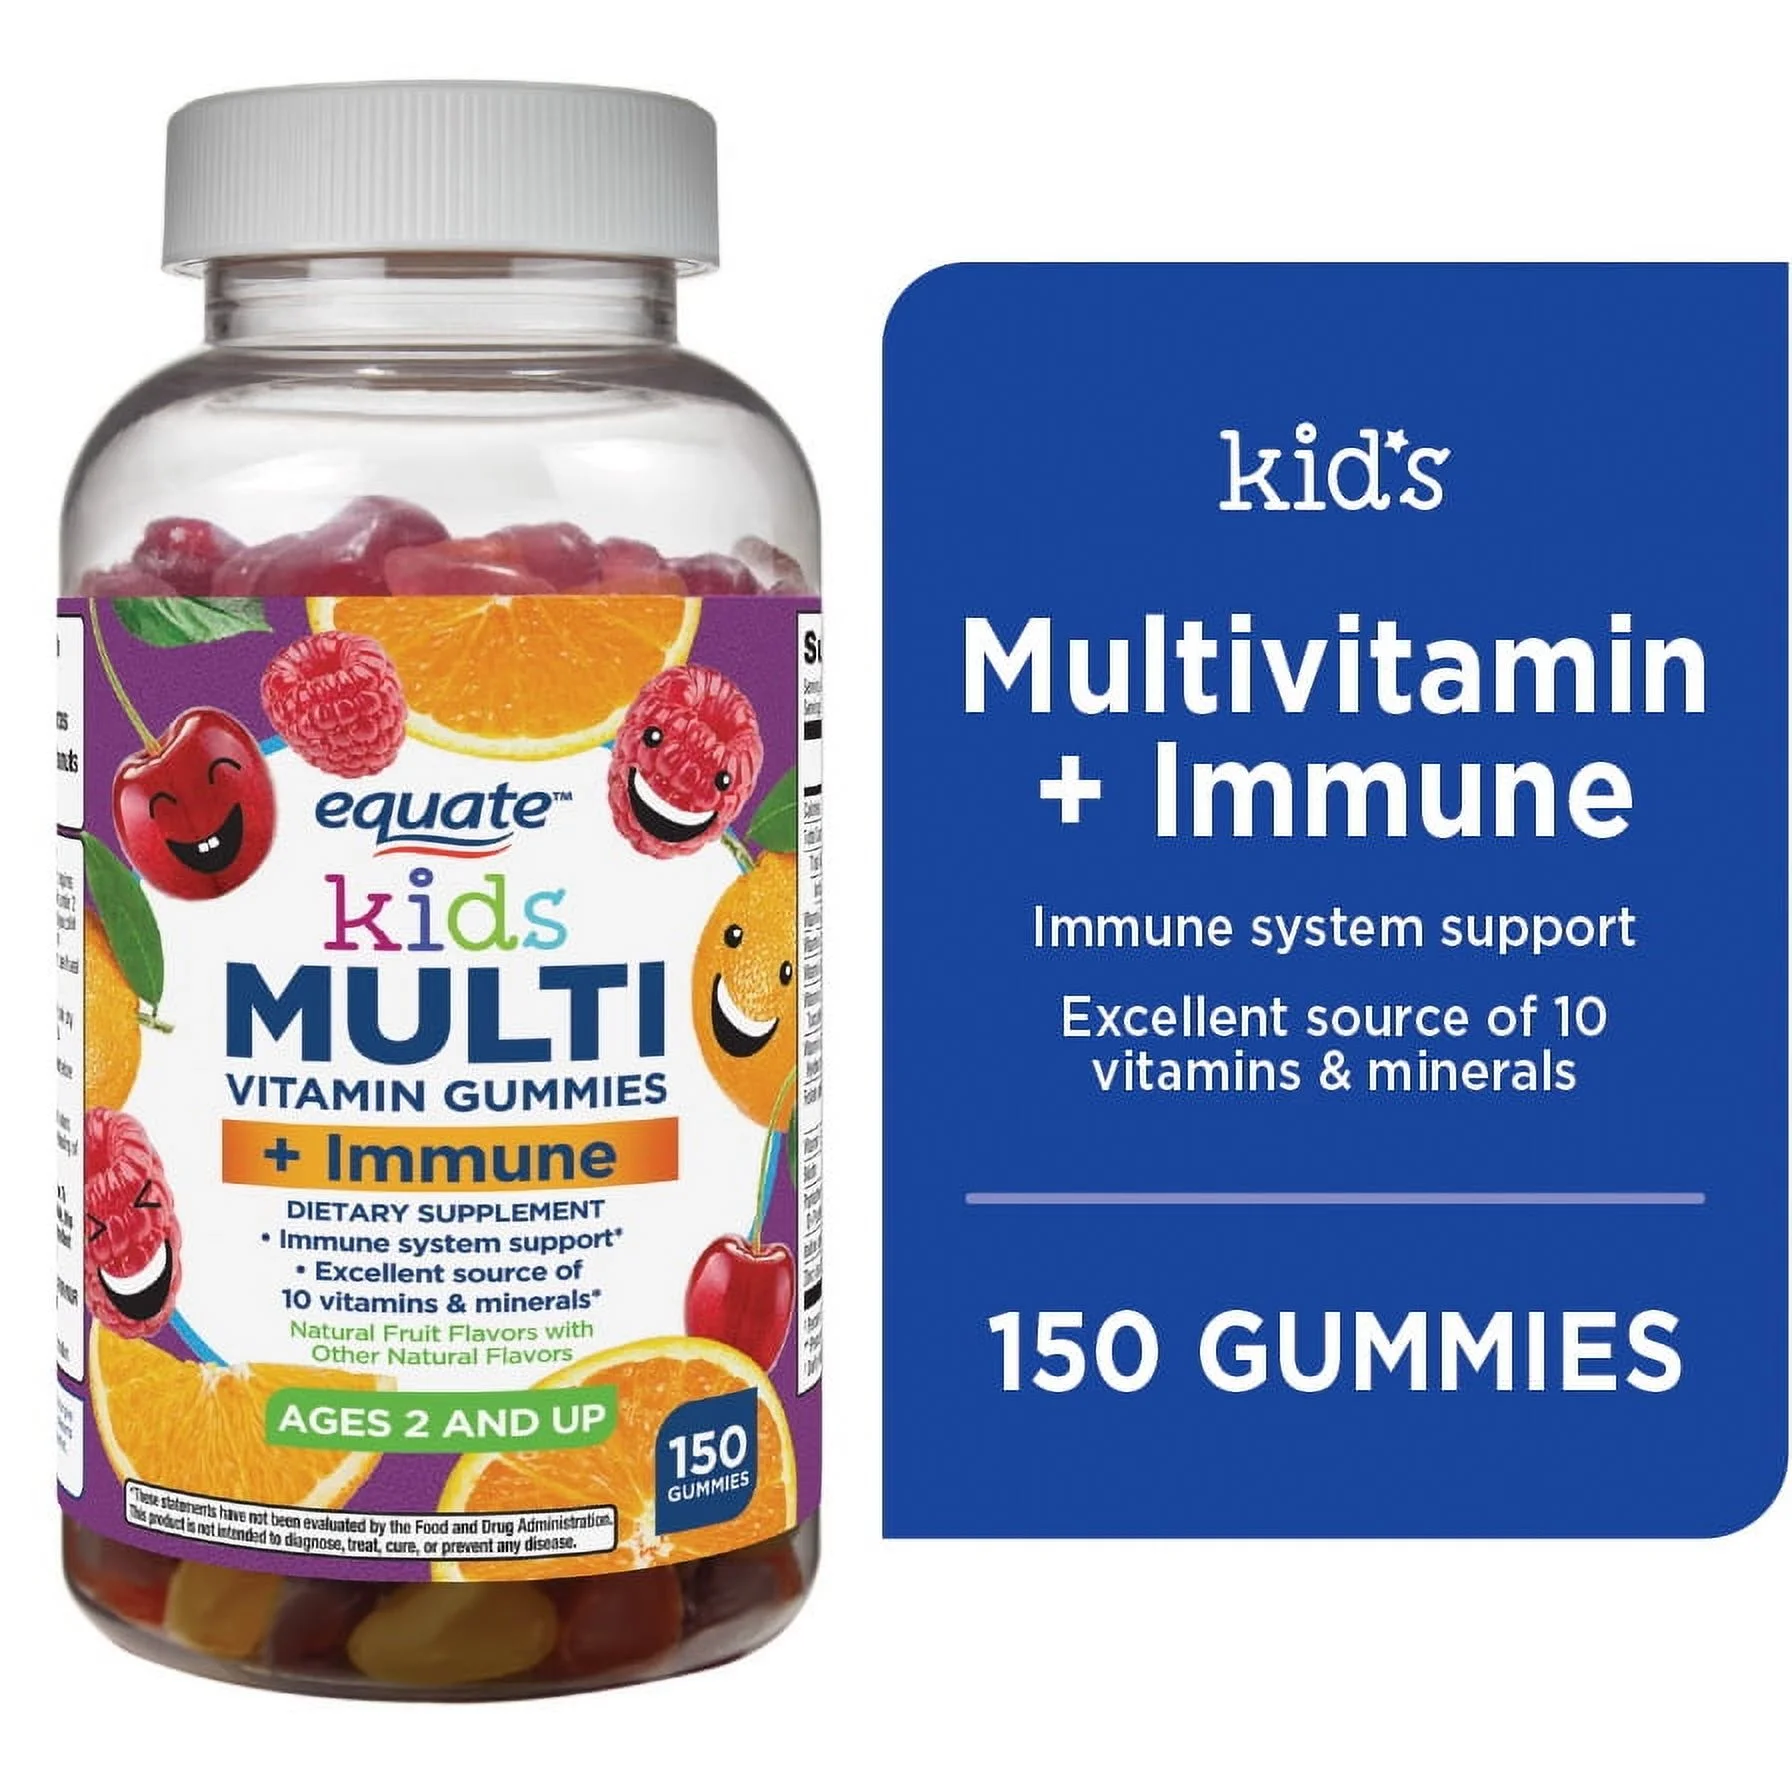 equate™
kids
MULTI
VITAMIN GUMMIES
+ Immune
DIETARY SUPPLEMENT
• Immune system support*
• Excellent source of
10 vitamins & minerals*
Natural Fruit Flavors with
Other Natural Flavors
AGES 2 AND UP
150
GUMMIES
*These statements have not been evaluated by the Food and Drug Administration.
This product is not intended to diagnose, treat, cure, or prevent any disease.
kid's
Multivitamin
+ Immune
Immune system support
Excellent source of 10
vitamins & minerals
150 GUMMIES